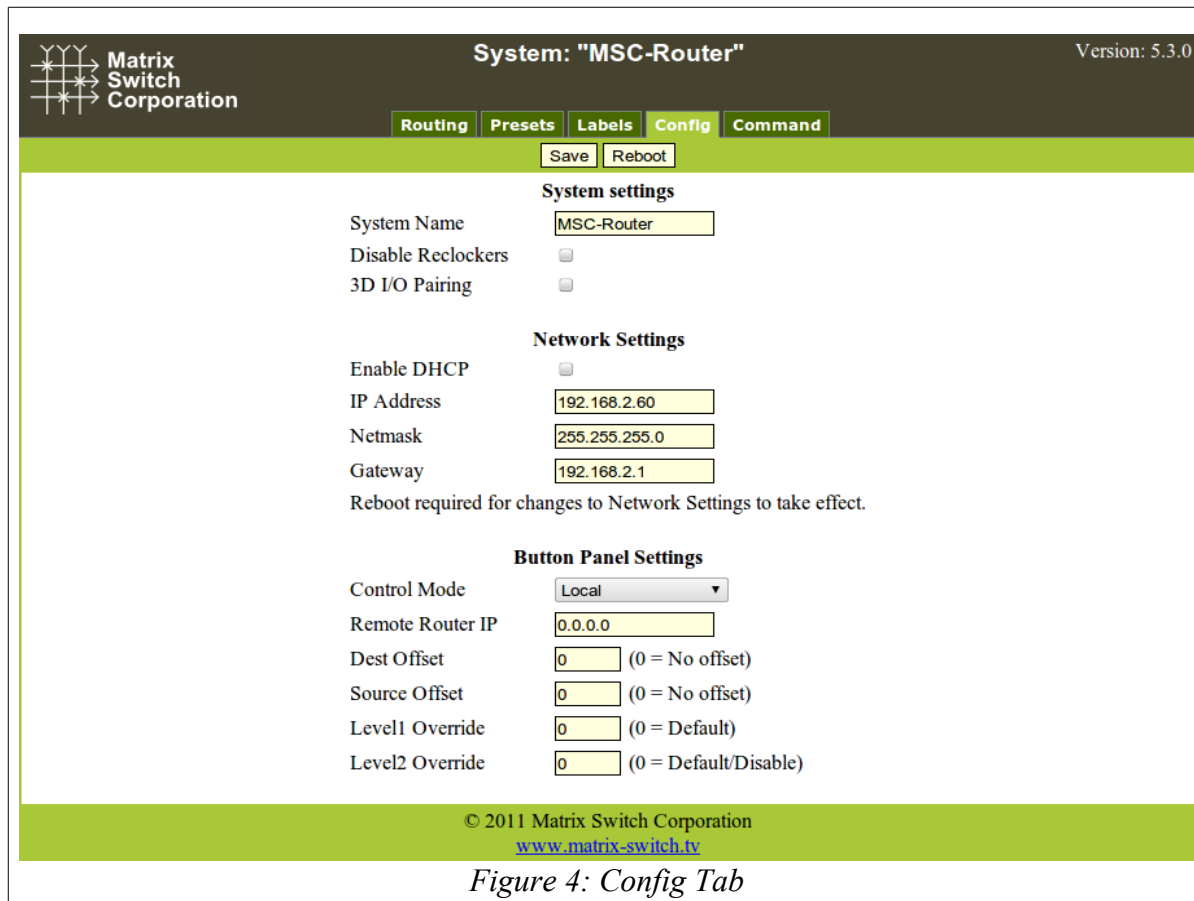 Matrix
Switch
Corporation
System: "MSC-Router"
Version: 5.3.0
Routing Presets Labels Config Command
Save Reboot
System settings
System Name MSC-Router
Disable Reclockers
3D I/O Pairing
Network Settings
Enable DHCP
IP Address 192.168.2.60
Netmask 255.255.255.0
Gateway 192.168.2.1
Reboot required for changes to Network Settings to take effect.
Button Panel Settings
Control Mode Local
Remote Router IP 0.0.0.0
Dest Offset 0 (0 = No offset)
Source Offset 0 (0 = No offset)
Level1 Override 0 (0 = Default)
Level2 Override 0 (0 = Default/Disable)
© 2011 Matrix Switch Corporation
www.matrix-switch.tv
Figure 4: Config Tab